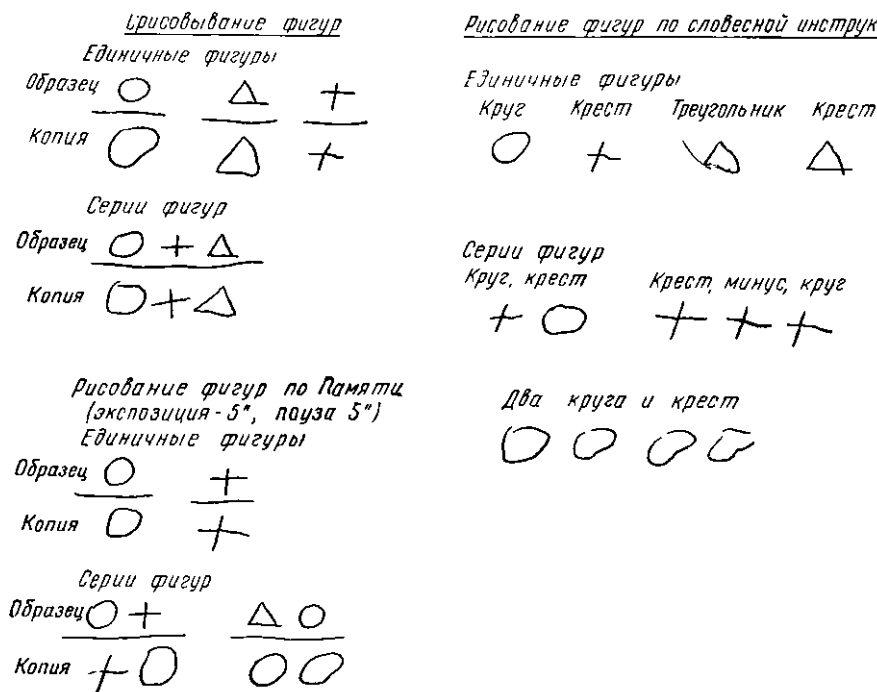 Срисовывание фигур
Единичные фигуры
Образец
Копия
Серии фигур
Образец
Копия
Рисование фигур по Памяти
(экспозиция - 5", пауза 5")
Единичные фигуры
Образец
Копия
Серии фигур
Образец
Копия
Рисование фигур по словесной инструк
Единичные фигуры
Круг Крест Треугольник Крест
Серии фигур
Круг, крест Крест, минус, круг
Два круга и крест